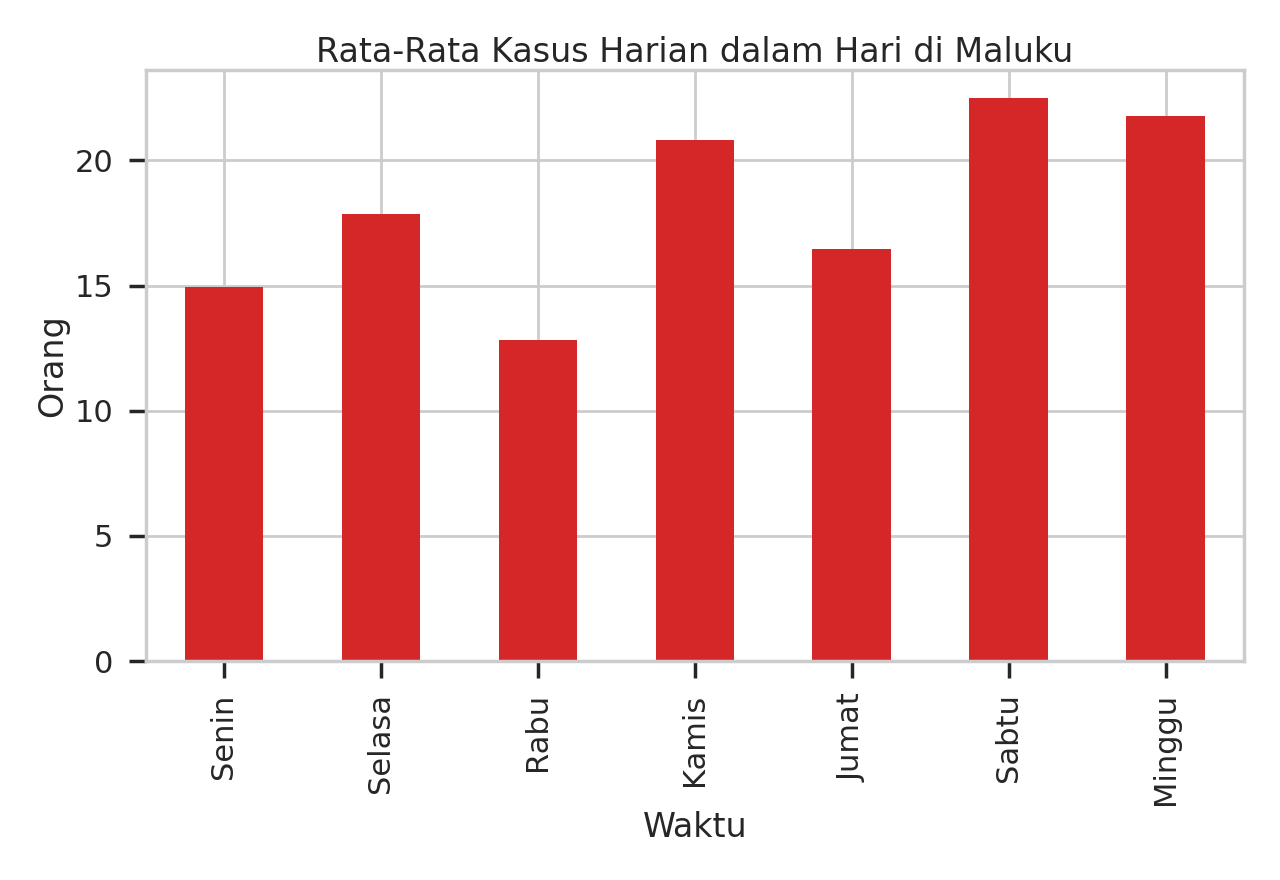 Rata-Rata Kasus Harian dalam Hari di Maluku
Orang
20
15
10
5
0
Senin
Selasa
Rabu
Kamis
Jumat
Sabtu
Minggu
Waktu